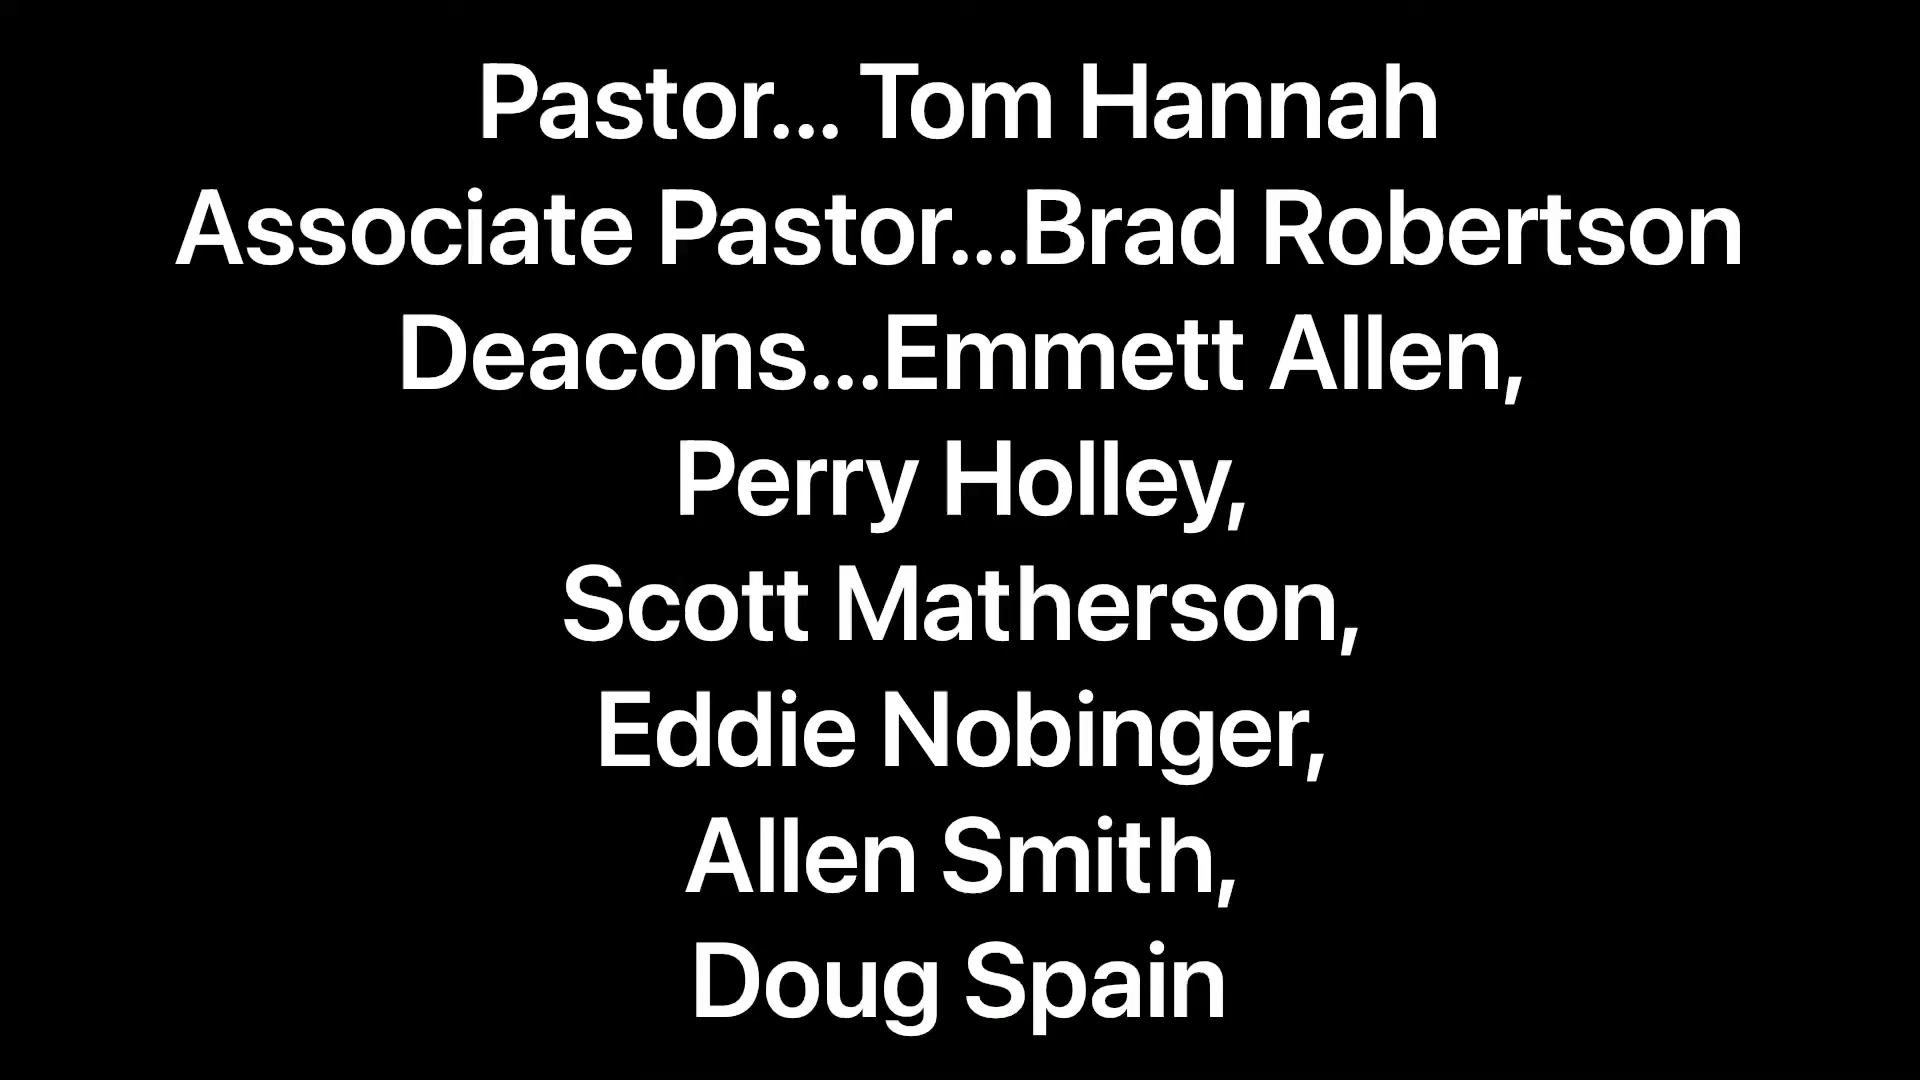 Pastor... Tom Hannah
Associate Pastor...Brad Robertson
Deacons...Emmett Allen,
Perry Holley,
Scott Matherson,
Eddie Nobinger,
Allen Smith,
Doug Spain